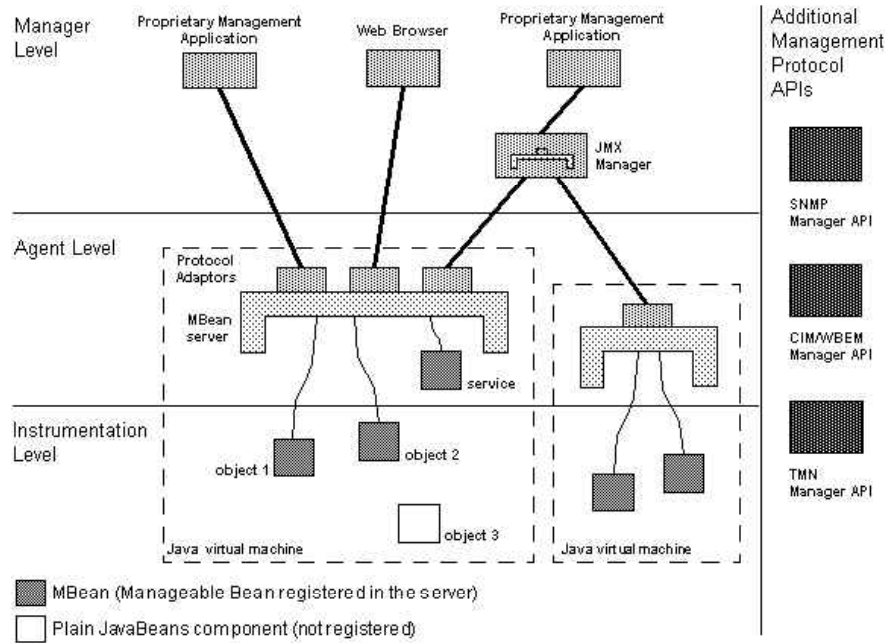 Manager
Level
Proprietary Management
Application
Web Browser
Proprietary Management
Application
JMX
Manager
Additional
Management
Protocol
APIs
SNMP
Manager API
CIM/WBEM
Manager API
TMN
Manager API
Agent Level
Protocol
Adaptors
MBean
server
service
Instrumentation
Level
object 1
object 2
object 3
Java virtual machine
Java virtual machine
MBean (Manageable Bean registered in the server)
Plain JavaBeans component (not registered)